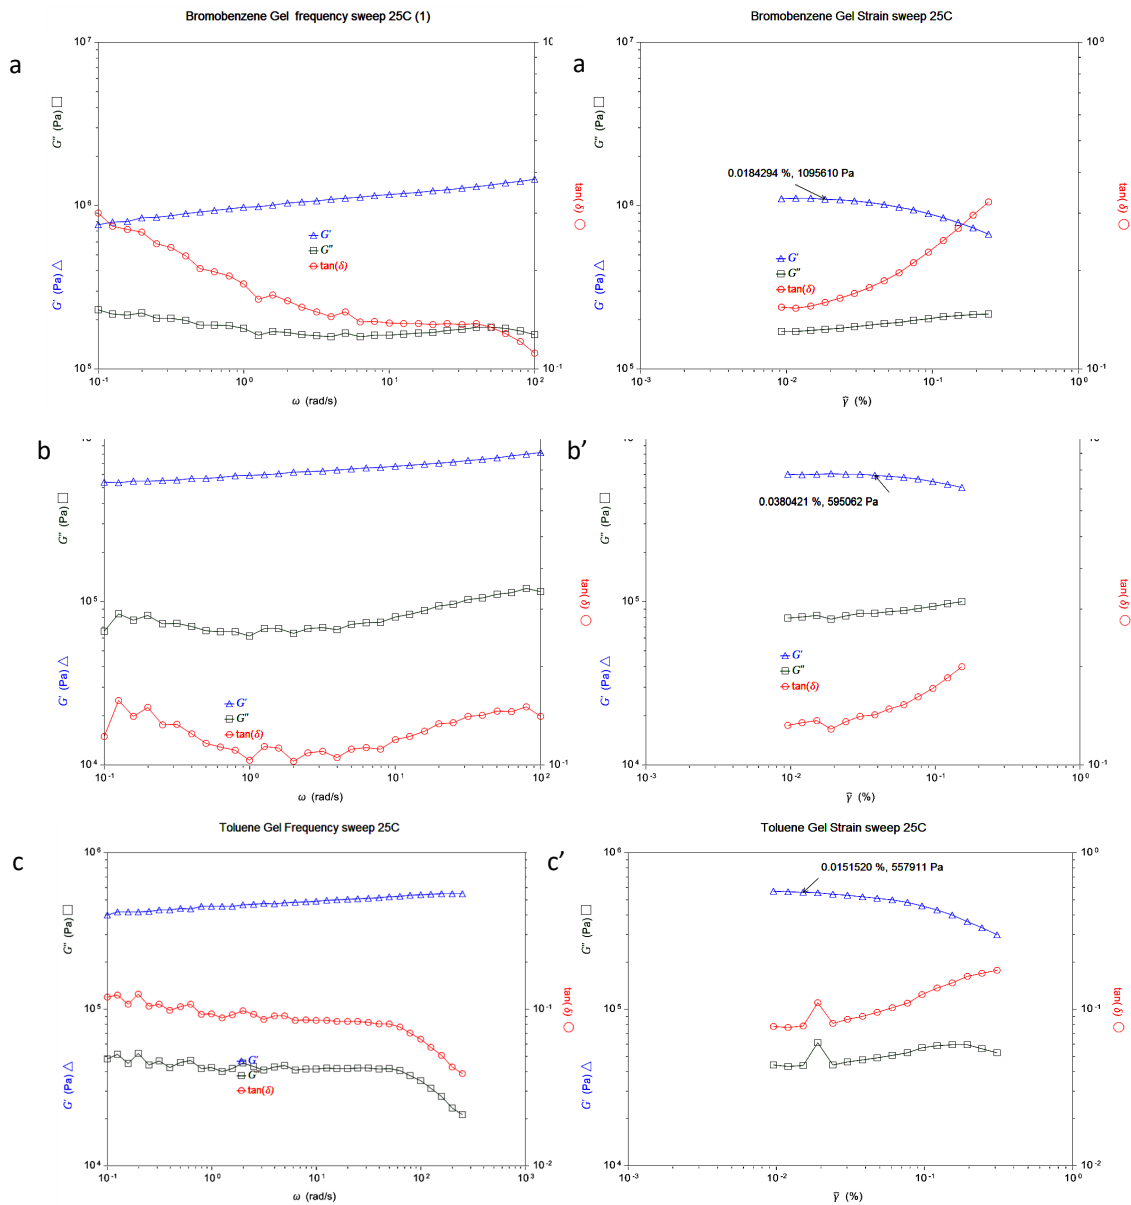 Bromobenzene Gel frequency sweep 25C (1)
Bromobenzene Gel Strain sweep 25C
a
10⁷
10⁶
10⁵
G' (Pa) △
G'' (Pa) □
G'
G''
tan(δ)
10⁻¹ 10⁰ 10¹ 10²
ω (rad/s)
10⁻¹
tan(δ) ○
a
10⁷
10⁶
10⁵
G' (Pa) △
G'' (Pa) □
0.0184294 %, 1095610 Pa
G'
G''
tan(δ)
10⁻³ 10⁻² 10⁻¹ 10⁰
γ̂ (%)
10⁰
10⁻¹
tan(δ) ○
b
10⁵
10⁴
G' (Pa) △
G'' (Pa) □
G'
G''
tan(δ)
10⁻¹ 10⁰ 10¹ 10²
ω (rad/s)
10⁻¹
tan(δ) ○
b'
10⁵
10⁴
G' (Pa) △
G'' (Pa) □
0.0380421 %, 595062 Pa
G'
G''
tan(δ)
10⁻³ 10⁻² 10⁻¹ 10⁰
γ̂ (%)
10⁻¹
tan(δ) ○
Toluene Gel Frequency sweep 25C
Toluene Gel Strain sweep 25C
c
10⁶
10⁵
10⁴
G' (Pa) △
G'' (Pa) □
G'
G
tan(δ)
10⁻¹ 10⁰ 10¹ 10² 10³
ω (rad/s)
10⁰
10⁻¹
10⁻²
tan(δ) ○
c'
10⁶
10⁵
10⁴
G' (Pa) △
G'' (Pa) □
0.0151520 %, 557911 Pa
G'
G''
tan(δ)
10⁻³ 10⁻² 10⁻¹ 10⁰
γ̂ (%)
10⁰
10⁻¹
10⁻²
tan(δ) ○